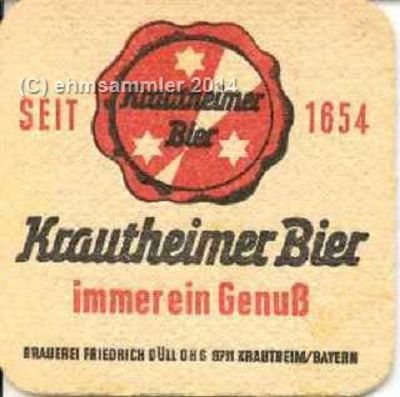 (C) ehmsammler 2014
SEIT 1654
Krautheimer
Bier
Krautheimer Bier
immer ein Genuß
BRAUEREI FRIEDRICH DÜLL OHG 8711 KRAUTHEIM/BAYERN